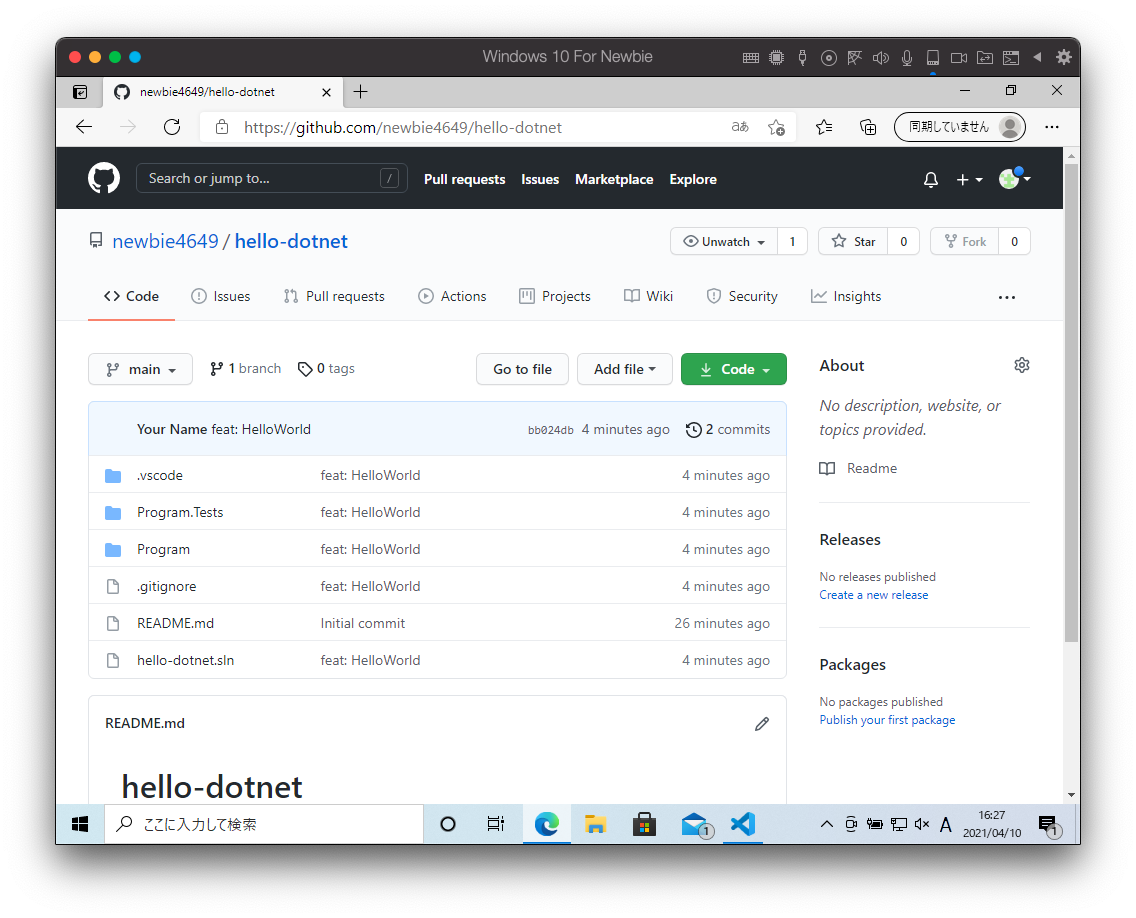 Windows 10 For Newbie
newbie4649/hello-dotnet
https://github.com/newbie4649/hello-dotnet
aあ
同期していません
Search or jump to...
/
Pull requests Issues Marketplace Explore
newbie4649 / hello-dotnet
Unwatch 1 Star 0 Fork 0
Code Issues Pull requests Actions Projects Wiki Security Insights
main 1 branch 0 tags Go to file Add file Code
Your Name feat: HelloWorld bb024db 4 minutes ago 2 commits
.vscode feat: HelloWorld 4 minutes ago
Program.Tests feat: HelloWorld 4 minutes ago
Program feat: HelloWorld 4 minutes ago
.gitignore feat: HelloWorld 4 minutes ago
README.md Initial commit 26 minutes ago
hello-dotnet.sln feat: HelloWorld 4 minutes ago
README.md
hello-dotnet
About
No description, website, or
topics provided.
Readme
Releases
No releases published
Create a new release
Packages
No packages published
Publish your first package
ここに入力して検索
1
A
16:27
2021/04/10
1